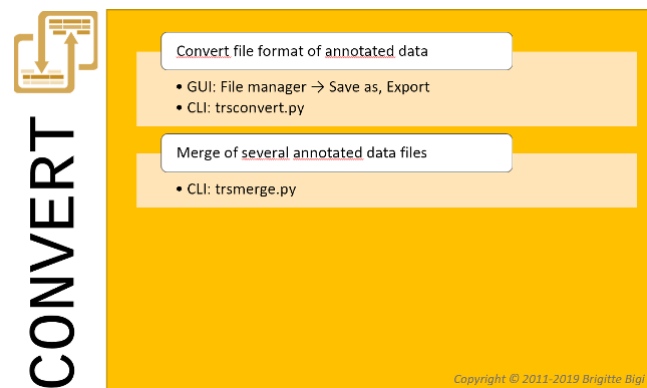 CONVERT
Convert file format of annotated data
• GUI: File manager → Save as, Export
• CLI: trsconvert.py
Merge of several annotated data files
• CLI: trsmerge.py
Copyright © 2011-2019 Brigitte Bigi